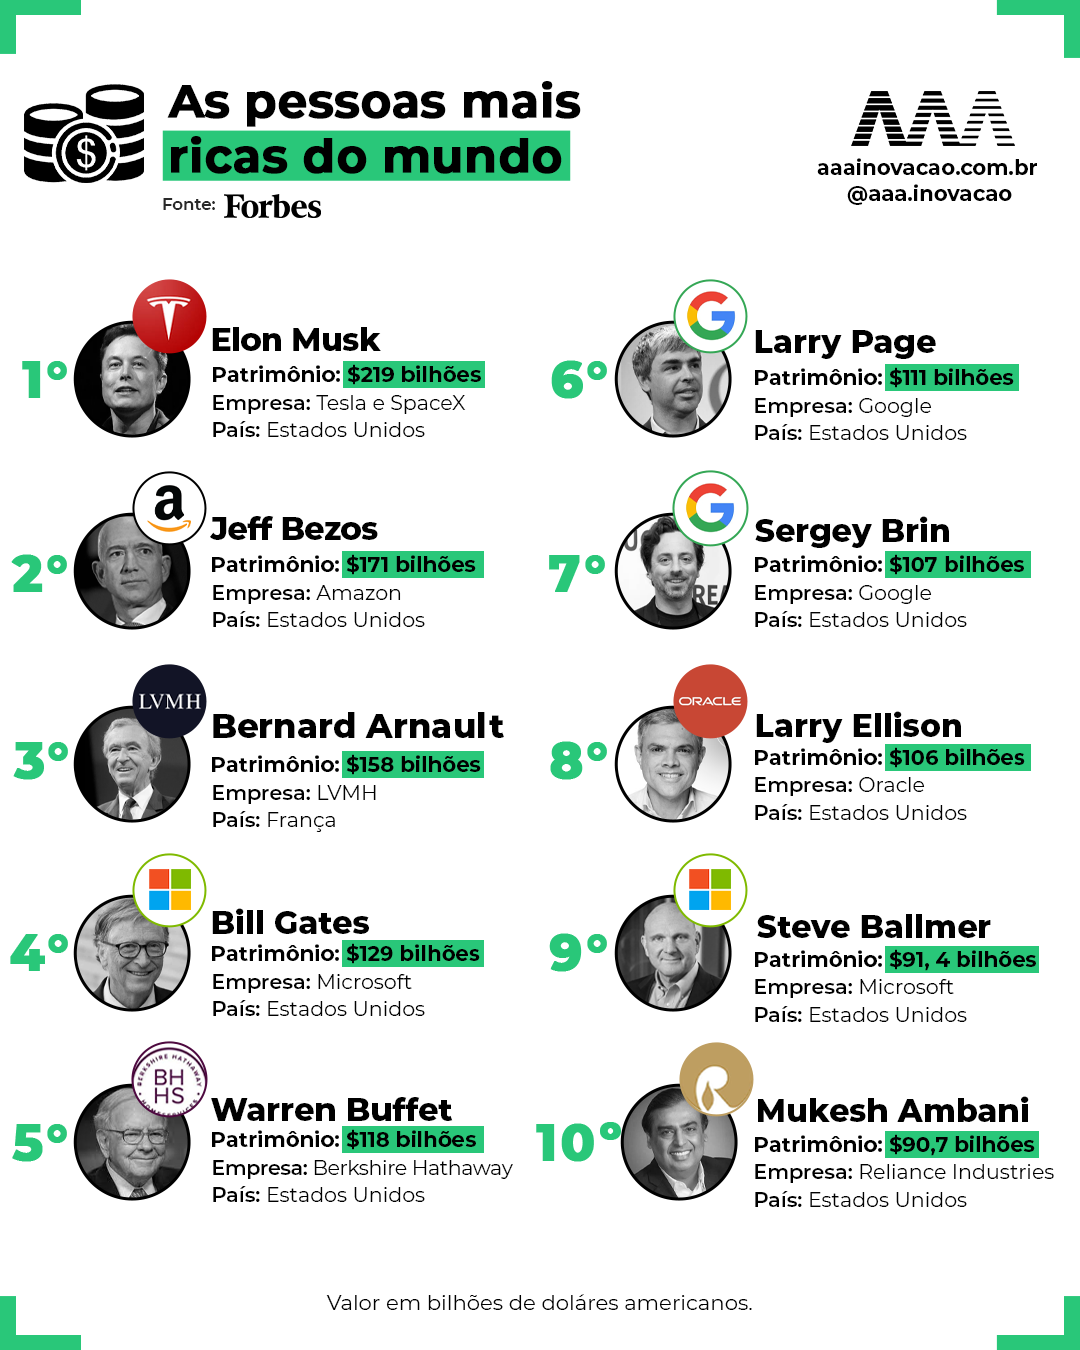 As pessoas mais
ricas do mundo
Fonte: Forbes
AAA
aaainovacao.com.br
@aaa.inovacao
1º
Elon Musk
Patrimônio: $219 bilhões
Empresa: Tesla e SpaceX
País: Estados Unidos
2º
a
Jeff Bezos
Patrimônio: $171 bilhões
Empresa: Amazon
País: Estados Unidos
3º
LVMH
Bernard Arnault
Patrimônio: $158 bilhões
Empresa: LVMH
País: França
4º
Bill Gates
Patrimônio: $129 bilhões
Empresa: Microsoft
País: Estados Unidos
5º
BERKSHIRE HATHAWAY
BH
HS
HOMESERVICES
Warren Buffet
Patrimônio: $118 bilhões
Empresa: Berkshire Hathaway
País: Estados Unidos
6º
G
Larry Page
Patrimônio: $111 bilhões
Empresa: Google
País: Estados Unidos
7º
G
REA
Sergey Brin
Patrimônio: $107 bilhões
Empresa: Google
País: Estados Unidos
8º
ORACLE
Larry Ellison
Patrimônio: $106 bilhões
Empresa: Oracle
País: Estados Unidos
9º
Steve Ballmer
Patrimônio: $91, 4 bilhões
Empresa: Microsoft
País: Estados Unidos
10º
Mukesh Ambani
Patrimônio: $90,7 bilhões
Empresa: Reliance Industries
País: Estados Unidos
Valor em bilhões de doláres americanos.